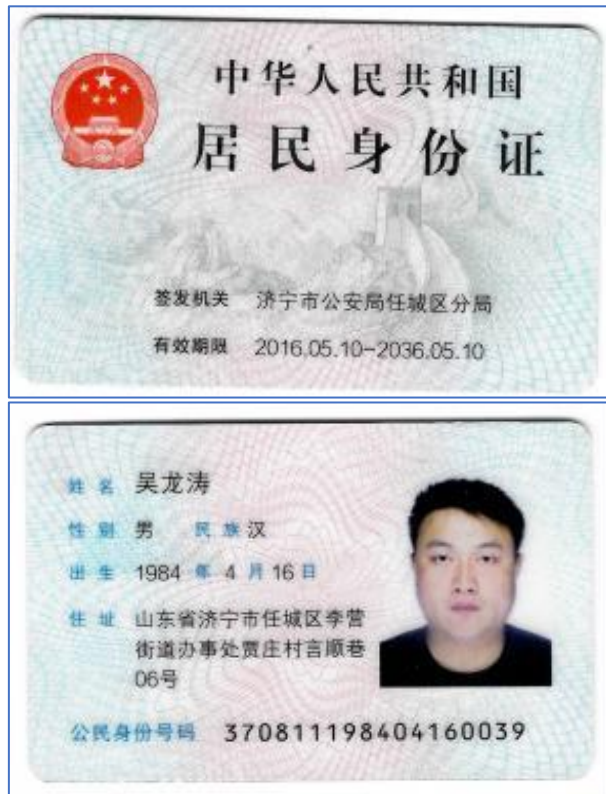 中华人民共和国
居民身份证
签发机关 济宁市公安局任城区分局
有效期限 2016.05.10-2036.05.10
姓名 吴龙涛
性别 男 民族 汉
出生 1984 年 4 月 16 日
住址 山东省济宁市任城区李营
街道办事处贾庄村言顺巷
06号
公民身份号码 370811198404160039